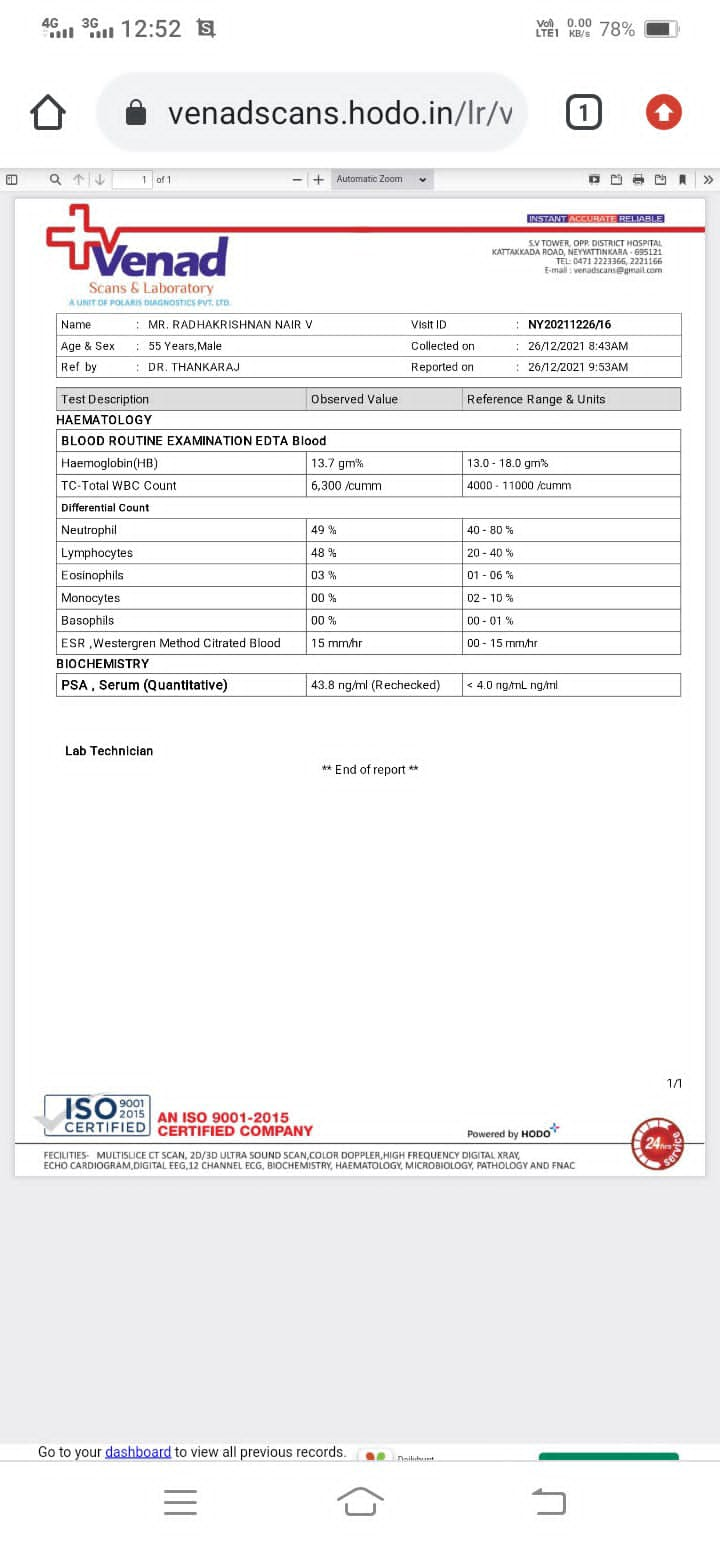 4G 3G 12:52
Vo) LTE1 0.00 KB/s 78%
venadscans.hodo.in/lr/v 1
1 of 1 Automatic Zoom
INSTANT ACCURATE RELIABLE
Venad
Scans & Laboratory
A UNIT OF POLARIS DIAGNOSTICS PVT. LTD.
S.V TOWER, OPP. DISTRICT HOSPITAL
KATTAKKADA ROAD, NEYYATTINKARA - 695121
TEL: 0471 2223366, 2221166
E-mail : venadscans@gmail.com
Name : MR. RADHAKRISHNAN NAIR V Visit ID : NY20211226/16
Age & Sex : 55 Years,Male Collected on : 26/12/2021 8:43AM
Ref by : DR. THANKARAJ Reported on : 26/12/2021 9:53AM
Test Description Observed Value Reference Range & Units
HAEMATOLOGY
BLOOD ROUTINE EXAMINATION EDTA Blood
Haemoglobin(HB) 13.7 gm% 13.0 - 18.0 gm%
TC-Total WBC Count 6,300 /cumm 4000 - 11000 /cumm
Differential Count
Neutrophil 49 % 40 - 80 %
Lymphocytes 48 % 20 - 40 %
Eosinophils 03 % 01 - 06 %
Monocytes 00 % 02 - 10 %
Basophils 00 % 00 - 01 %
ESR ,Westergren Method Citrated Blood 15 mm/hr 00 - 15 mm/hr
BIOCHEMISTRY
PSA , Serum (Quantitative) 43.8 ng/ml (Rechecked) < 4.0 ng/mL ng/ml
Lab Technician
** End of report **
1/1
ISO 9001 2015 CERTIFIED
AN ISO 9001-2015
CERTIFIED COMPANY
Powered by HODO
24hrs service
FECILITIES- MULTISLICE CT SCAN, 2D/3D ULTRA SOUND SCAN,COLOR DOPPLER,HIGH FREQUENCY DIGITAL XRAY,
ECHO CARDIOGRAM,DIGITAL EEG,12 CHANNEL ECG, BIOCHEMISTRY, HAEMATOLOGY, MICROBIOLOGY, PATHOLOGY AND FNAC
Go to your dashboard to view all previous records.